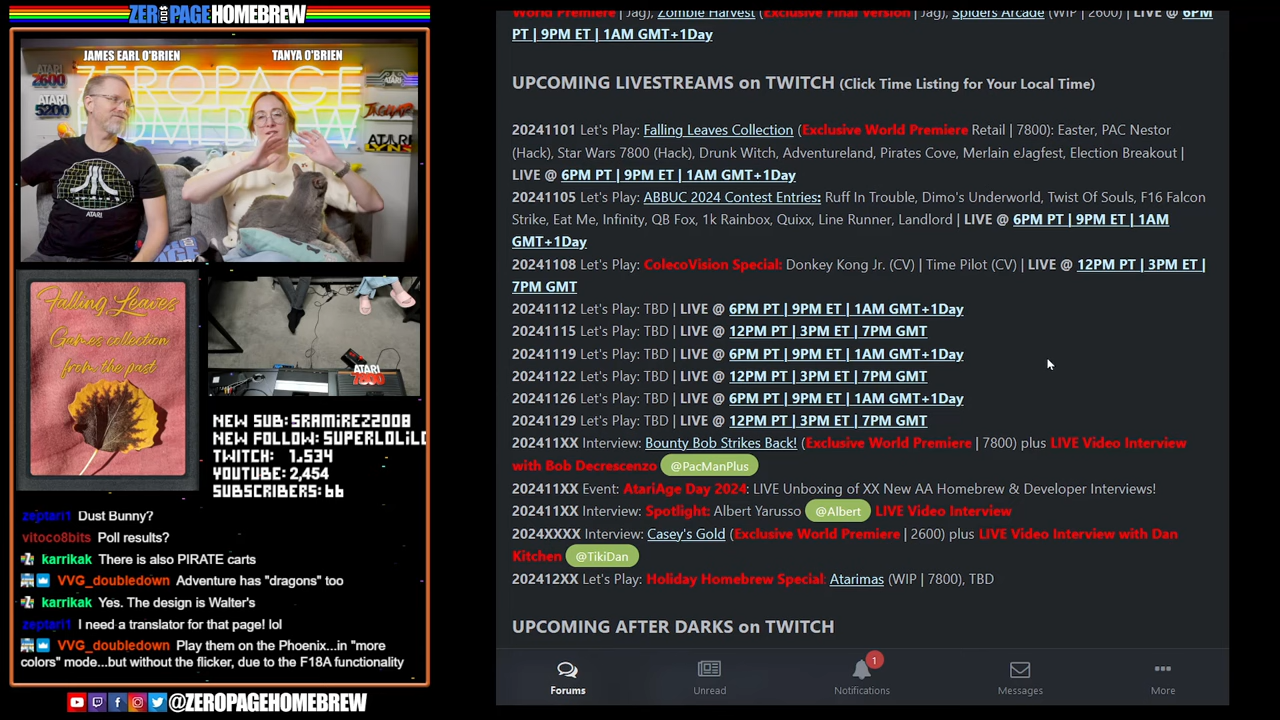 ZEROPAGEHOMEBREW
JAMES EARL O'BRIEN
TANYA O'BRIEN
ATARI
2600
ATARI
5200
ZEROPAGE
HOMEBREW
JAGUAR
ATARI
LYNX
ATARI
Falling Leaves
Games collection
from the past
ATARI
7800
NEW SUB: SRAMIREZ2008
NEW FOLLOW: SUPERLOLILO
TWITCH: 1,534
YOUTUBE: 2,454
SUBSCRIBERS: 66
zeptari1 Dust Bunny?
vitoco8bits Poll results?
karrikak There is also PIRATE carts
VVG_doubledown Adventure has "dragons" too
karrikak Yes. The design is Walter's
zeptari1 I need a translator for that page! lol
VVG_doubledown Play them on the Phoenix...in "more
colors" mode...but without the flicker, due to the F18A functionality
@ZEROPAGEHOMEBREW
World Premiere | Jag), Zombie Harvest (Exclusive Final Version | Jag), Spiders Arcade (WIP | 2600) | LIVE @ 6PM
PT | 9PM ET | 1AM GMT+1Day
UPCOMING LIVESTREAMS on TWITCH (Click Time Listing for Your Local Time)
20241101 Let's Play: Falling Leaves Collection (Exclusive World Premiere Retail | 7800): Easter, PAC Nestor
(Hack), Star Wars 7800 (Hack), Drunk Witch, Adventureland, Pirates Cove, Merlain eJagfest, Election Breakout |
LIVE @ 6PM PT | 9PM ET | 1AM GMT+1Day
20241105 Let's Play: ABBUC 2024 Contest Entries: Ruff In Trouble, Dimo's Underworld, Twist Of Souls, F16 Falcon
Strike, Eat Me, Infinity, QB Fox, 1k Rainbox, Quixx, Line Runner, Landlord | LIVE @ 6PM PT | 9PM ET | 1AM
GMT+1Day
20241108 Let's Play: ColecoVision Special: Donkey Kong Jr. (CV) | Time Pilot (CV) | LIVE @ 12PM PT | 3PM ET |
7PM GMT
20241112 Let's Play: TBD | LIVE @ 6PM PT | 9PM ET | 1AM GMT+1Day
20241115 Let's Play: TBD | LIVE @ 12PM PT | 3PM ET | 7PM GMT
20241119 Let's Play: TBD | LIVE @ 6PM PT | 9PM ET | 1AM GMT+1Day
20241122 Let's Play: TBD | LIVE @ 12PM PT | 3PM ET | 7PM GMT
20241126 Let's Play: TBD | LIVE @ 6PM PT | 9PM ET | 1AM GMT+1Day
20241129 Let's Play: TBD | LIVE @ 12PM PT | 3PM ET | 7PM GMT
202411XX Interview: Bounty Bob Strikes Back! (Exclusive World Premiere | 7800) plus LIVE Video Interview
with Bob Decrescenzo @PacManPlus
202411XX Event: AtariAge Day 2024: LIVE Unboxing of XX New AA Homebrew & Developer Interviews!
202411XX Interview: Spotlight: Albert Yarusso @Albert LIVE Video Interview
2024XXXX Interview: Casey's Gold (Exclusive World Premiere | 2600) plus LIVE Video Interview with Dan
Kitchen @TikiDan
202412XX Let's Play: Holiday Homebrew Special: Atarimas (WIP | 7800), TBD
UPCOMING AFTER DARKS on TWITCH
1
Forums
Unread
Notifications
Messages
More